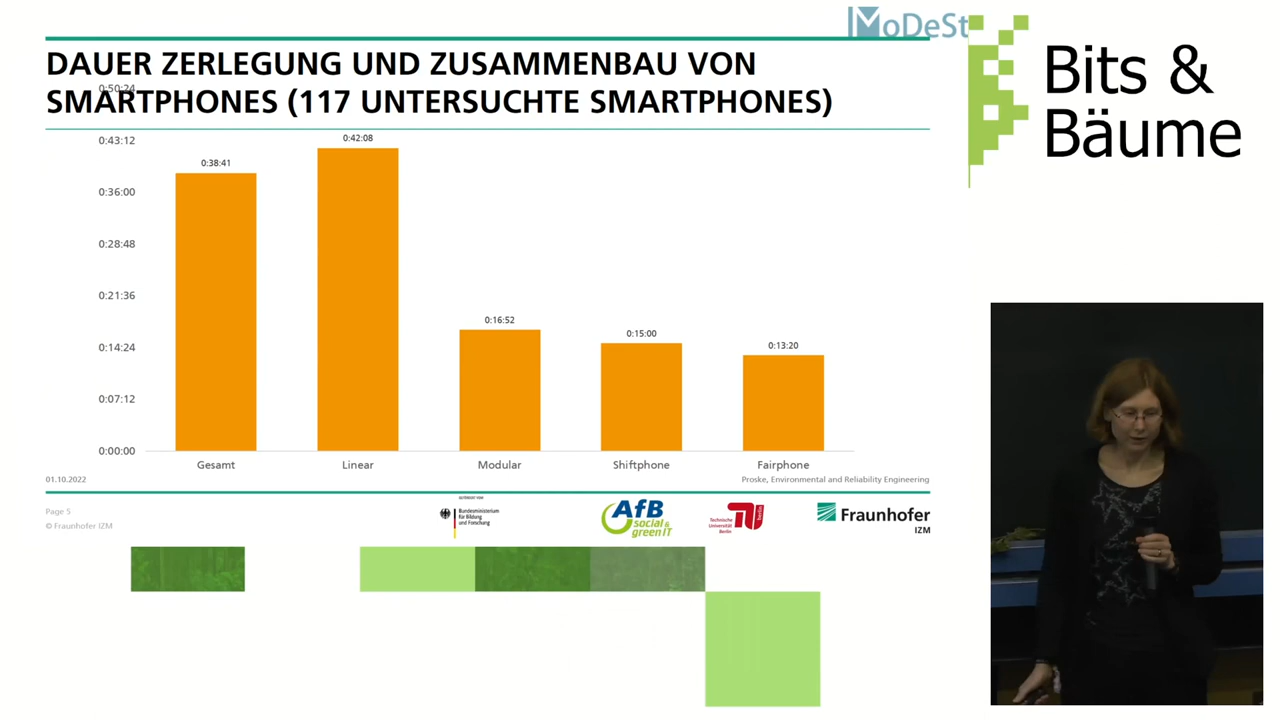 MoDeSt
DAUER ZERLEGUNG UND ZUSAMMENBAU VON
SMARTPHONES (117 UNTERSUCHTE SMARTPHONES)
Bits &
Bäume
0:50:24
0:43:12
0:36:00
0:28:48
0:21:36
0:14:24
0:07:12
0:00:00
0:38:41
0:42:08
0:16:52
0:15:00
0:13:20
Gesamt
Linear
Modular
Shiftphone
Fairphone
01.10.2022
Proske, Environmental and Reliability Engineering
Page 5
© Fraunhofer IZM
GEFÖRDERT VOM
Bundesministerium
für Bildung
und Forschung
AfB
social &
green IT
Technische
Universität
Berlin
berlin
Fraunhofer
IZM